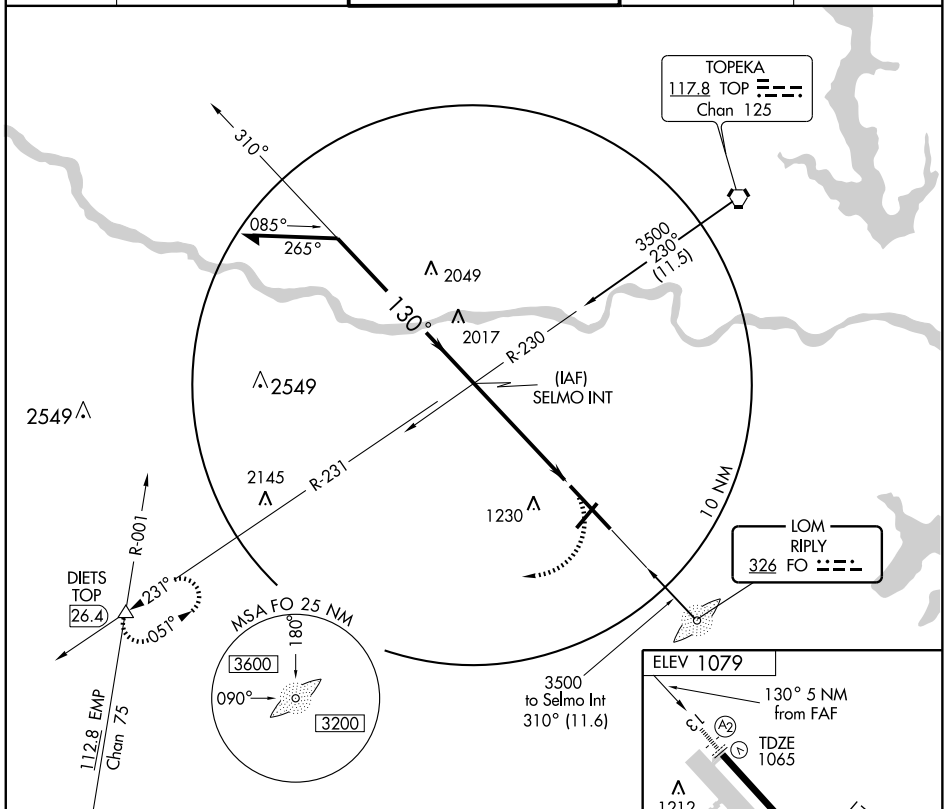 TOPEKA
117.8 TOP
Chan 125
310°
085°
265°
3500
230°
(11.5)
2049
130°
2017
R-230
(IAF)
SELMO INT
2549
2549
2145
R-231
1230
10 NM
R-001
LOM
RIPLY
326 FO
DIETS
TOP
26.4
231°
051°
MSA FO 25 NM
180°
3600
090°
3200
112.8 EMP
Chan 75
3500
to Selmo Int
310° (11.6)
ELEV 1079
130° 5 NM
from FAF
13
A2
V
TDZE
1065
1212